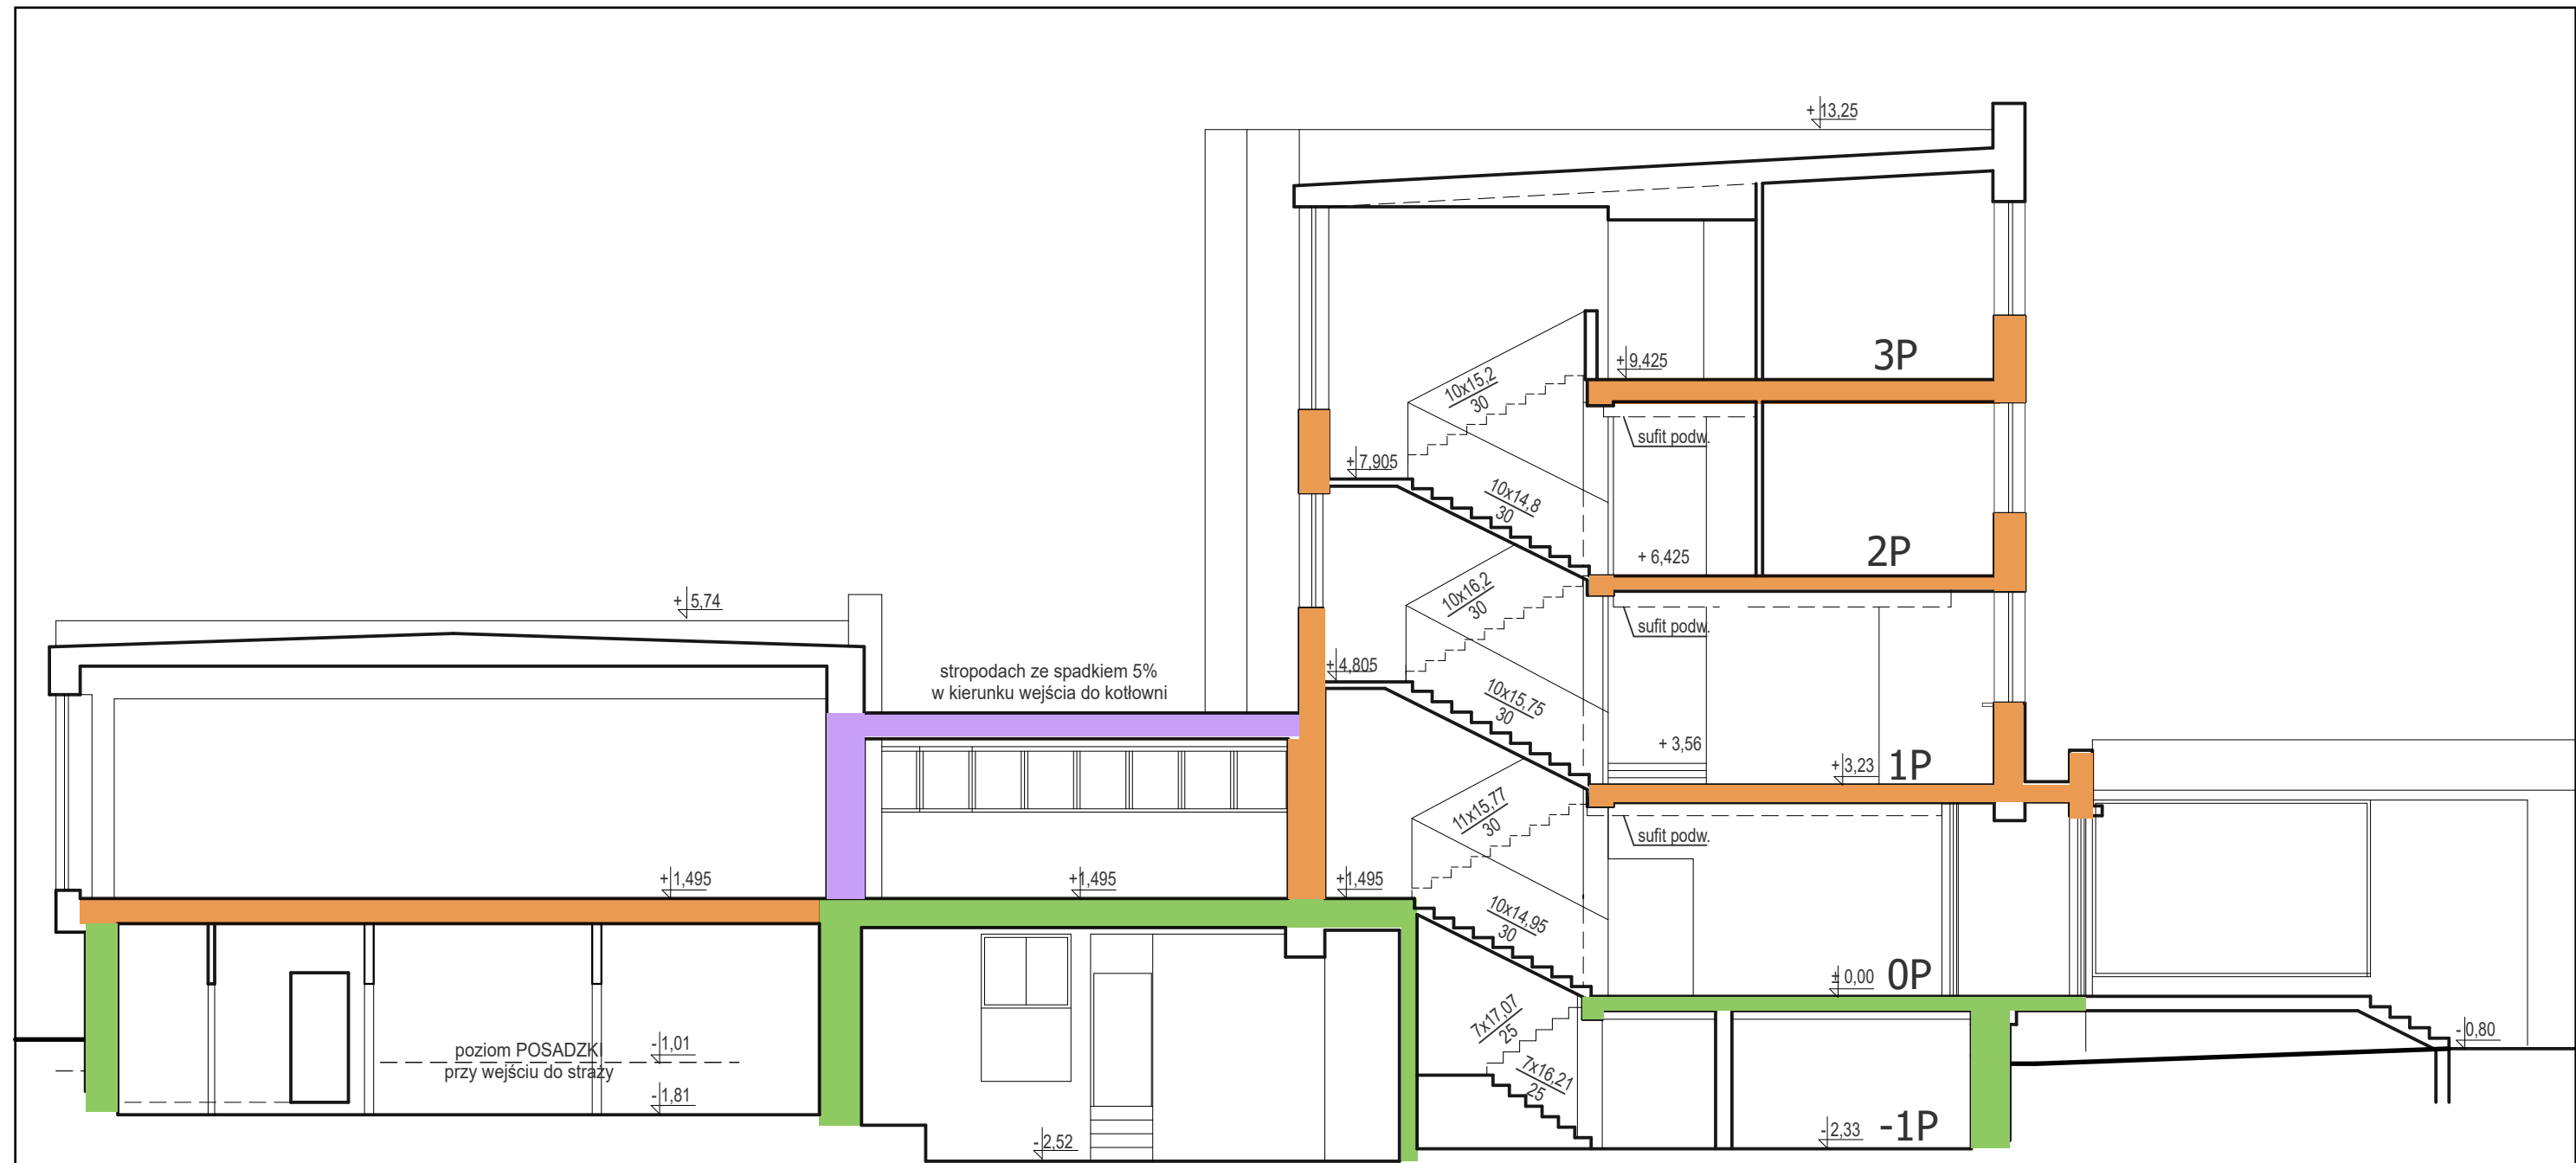 + 13,25
3P
+ 9,425
10x15,2
30
sufit podw.
+ 7,905
10x14,8
30
2P
+ 6,425
10x16,2
30
+ 5,74
sufit podw.
stropodach ze spadkiem 5%
w kierunku wejścia do kotłowni
+ 4,805
10x15,75
30
+ 3,56
+ 3,23
1P
11x15,77
30
sufit podw.
+ 1,495
+1,495
+1,495
10x14,95
30
± 0,00
0P
7x17,07
25
- 0,80
poziom POSADZKI
przy wejściu do straży
- 1,01
- 1,81
7x16,21
25
- 2,52
- 2,33
-1P